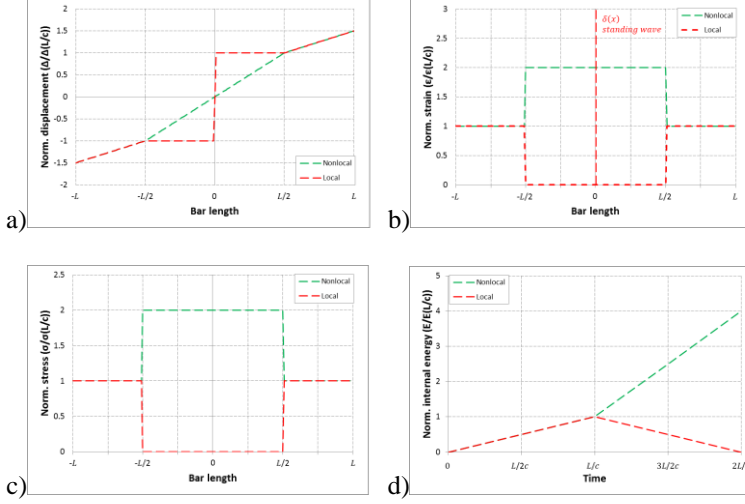 2
1.5
1
0.5
0
-0.5
-1
-1.5
-2
Norm. displacement (Δ/Δ(L/c)
-L
-L/2
0
L/2
L
Bar length
Nonlocal
Local
a)
3
2.5
2
1.5
1
0.5
0
Norm. strain (ε/ε(L/c)
δ(x)
standing wave
Nonlocal
Local
-L
-L/2
0
L/2
L
Bar length
b)
2.5
2
1.5
1
0.5
0
Norm. stress (σ/σ(L/c)
Nonlocal
Local
-L
-L/2
0
L/2
L
Bar length
c)
5
4
3
2
1
0
Norm. internal energy (E/E(L/c)
Nonlocal
Local
0
L/2c
L/c
3L/2c
2L/
Time
d)